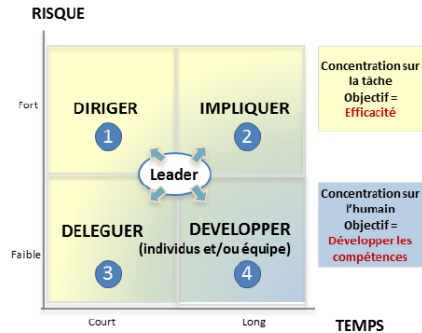 RISQUE
Fort
DIRIGER
1
IMPLIQUER
2
Leader
Faible
DELEGUER
3
DEVELOPPER
(individus et/ou équipe)
4
Court
Long
TEMPS
Concentration sur
la tâche
Objectif =
Efficacité
Concentration sur
l'humain
Objectif =
Développer les
compétences